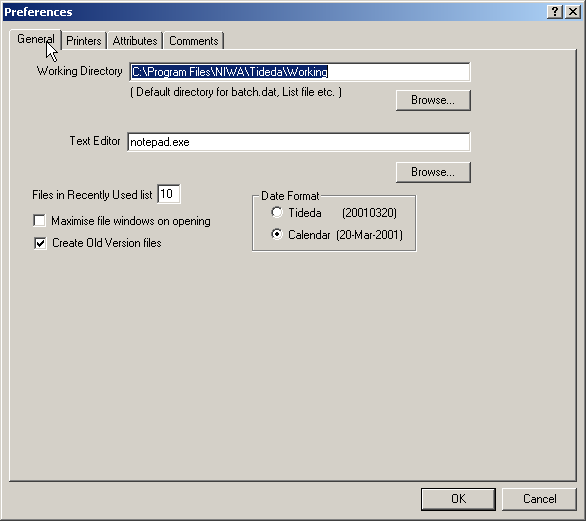 Preferences
General Printers Attributes Comments
Working Directory C:\Program Files\NIWA\Tideda\Working
( Default directory for batch.dat, List file etc. )
Browse...
Text Editor notepad.exe
Browse...
Files in Recently Used list 10
Maximise file windows on opening
Create Old Version files
Date Format
Tideda (20010320)
Calendar (20-Mar-2001)
OK Cancel